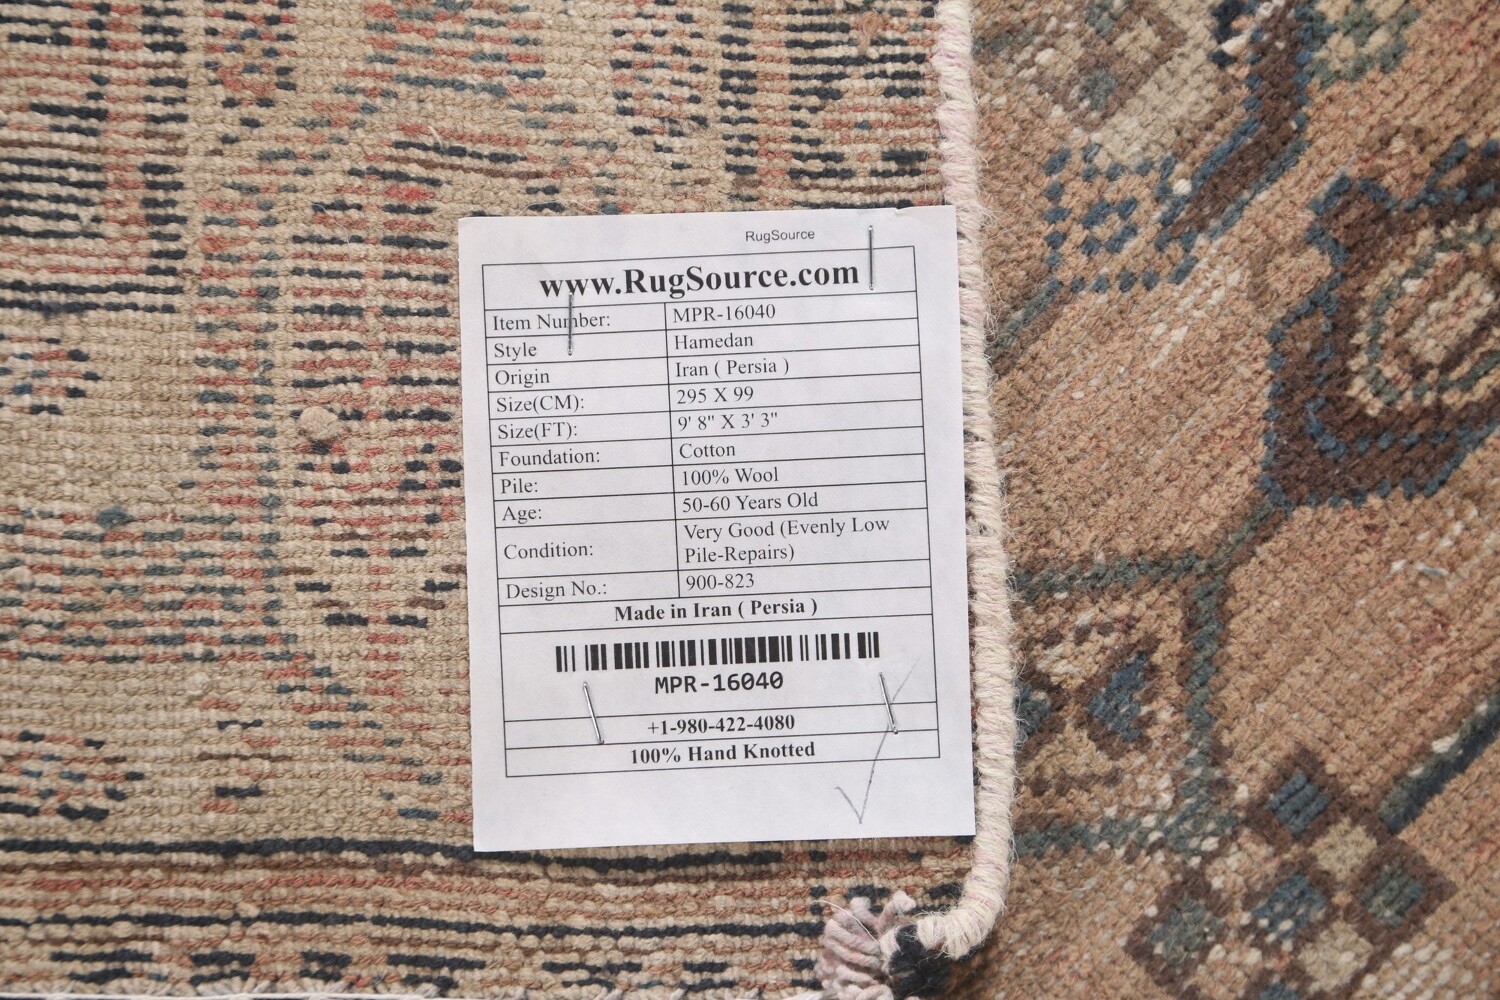 RugSource
www.RugSource.com
Item Number: MPR-16040
Style Hamedan
Origin Iran ( Persia )
Size(CM): 295 X 99
Size(FT): 9' 8" X 3' 3"
Foundation: Cotton
Pile: 100% Wool
Age: 50-60 Years Old
Condition: Very Good (Evenly Low
Pile-Repairs)
Design No.: 900-823
Made in Iran ( Persia )
MPR-16040
+1-980-422-4080
100% Hand Knotted